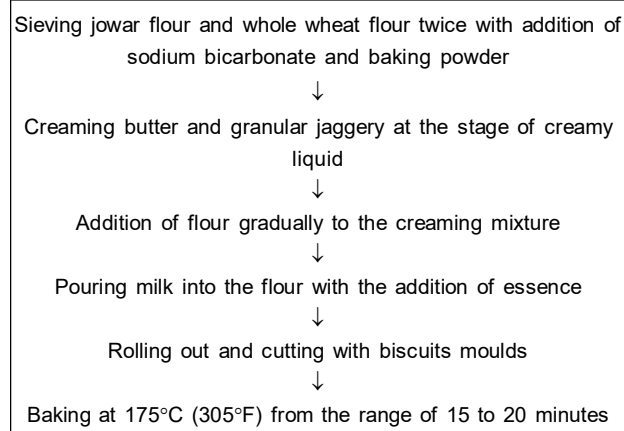 Sieving jowar flour and whole wheat flour twice with addition of
sodium bicarbonate and baking powder
↓
Creaming butter and granular jaggery at the stage of creamy
liquid
↓
Addition of flour gradually to the creaming mixture
↓
Pouring milk into the flour with the addition of essence
↓
Rolling out and cutting with biscuits moulds
↓
Baking at 175°C (305°F) from the range of 15 to 20 minutes